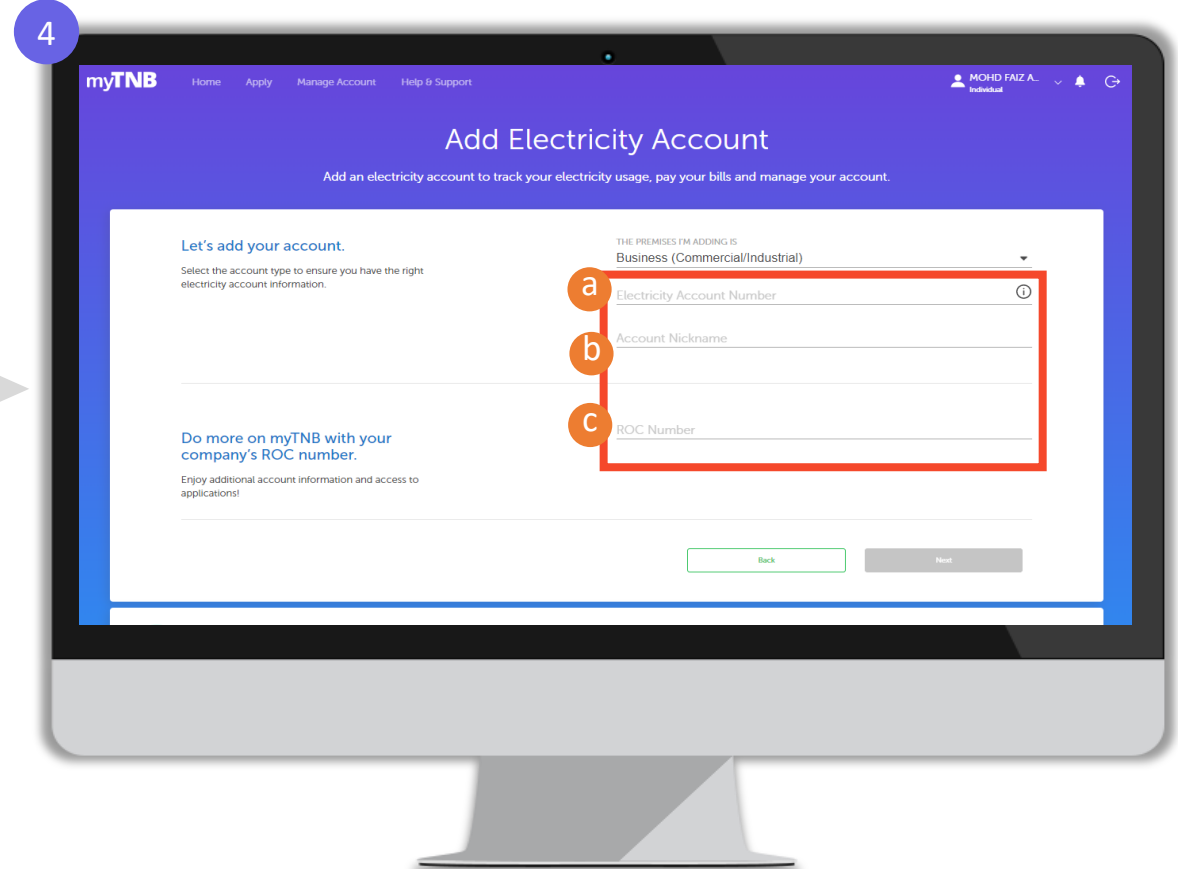 4
myTNB Home Apply Manage Account Help & Support MOHD FAIZ A...
Individual
Add Electricity Account
Add an electricity account to track your electricity usage, pay your bills and manage your account.
Let's add your account.
Select the account type to ensure you have the right
electricity account information.
THE PREMISES I'M ADDING IS
Business (Commercial/Industrial)
a
Electricity Account Number
b
Account Nickname
Do more on myTNB with your
company's ROC number.
Enjoy additional account information and access to
applications!
c
ROC Number
Back
Next